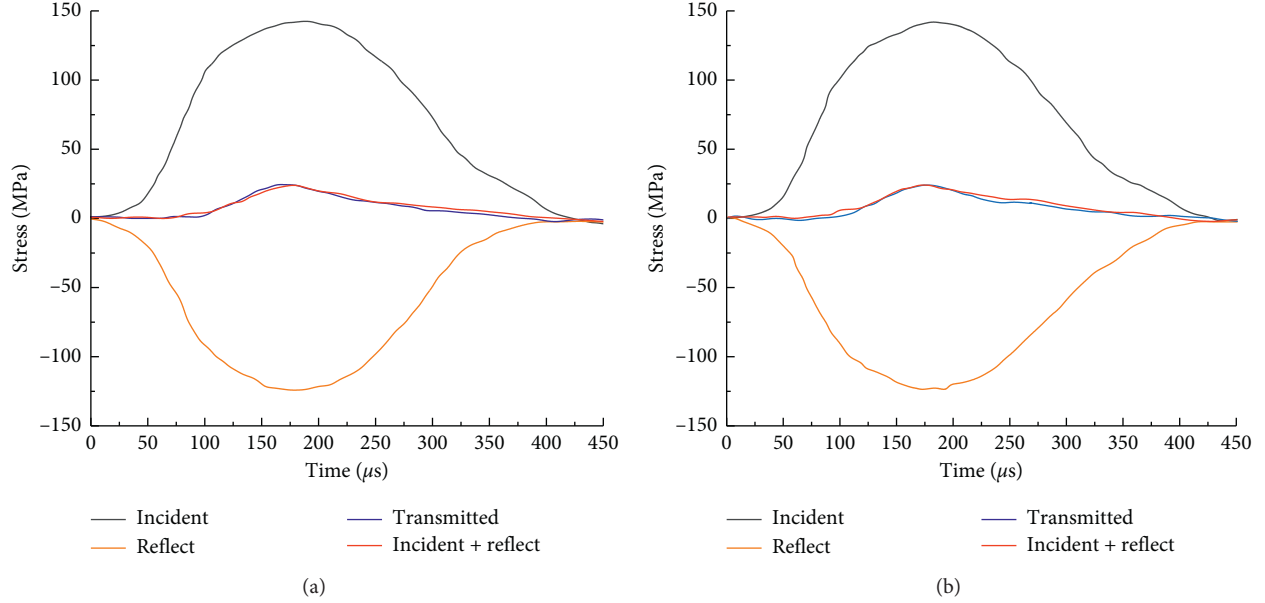 150
100
50
0
−50
−100
−150
Stress (MPa)
0 50 100 150 200 250 300 350 400 450
Time (μs)
Incident
Transmitted
Reflect
Incident + reflect
(a)
150
100
50
0
−50
−100
−150
Stress (MPa)
0 50 100 150 200 250 300 350 400 450
Time (μs)
Incident
Transmitted
Reflect
Incident + reflect
(b)